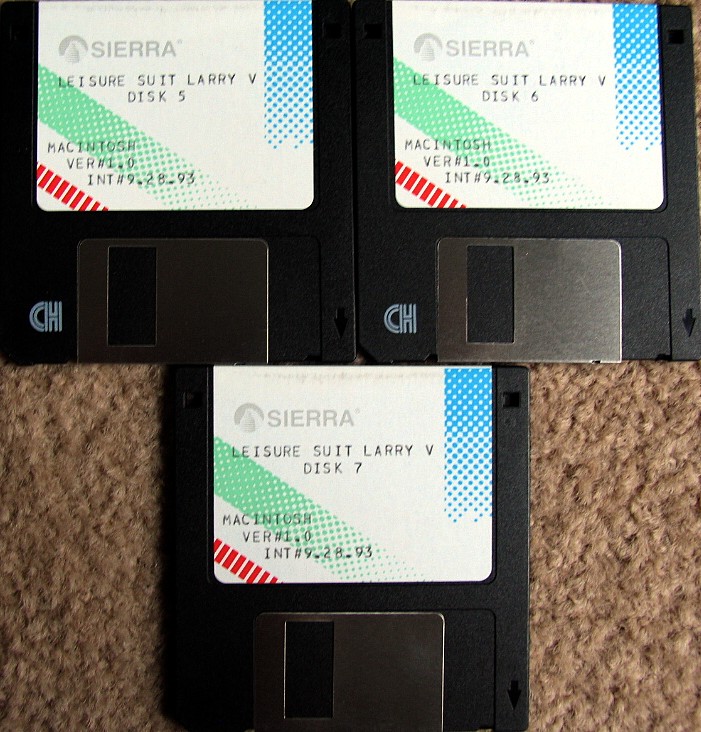 SIERRA®
LEISURE SUIT LARRY V
DISK 5
MACINTOSH
VER#1.0
INT#9.28.93
CH
SIERRA®
LEISURE SUIT LARRY V
DISK 6
MACINTOSH
VER#1.0
INT#9.28.93
CH
SIERRA®
LEISURE SUIT LARRY V
DISK 7
MACINTOSH
VER#1.0
INT#9.28.93